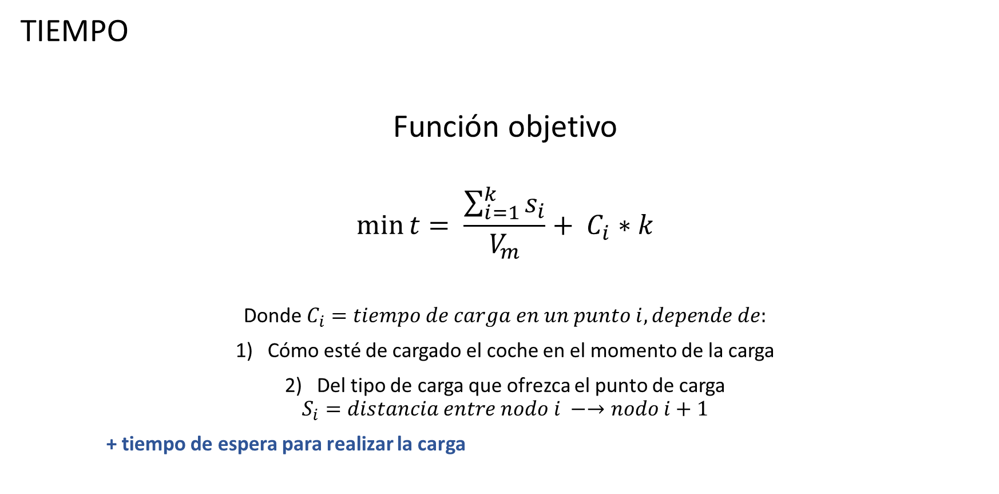 TIEMPO
Función objetivo
min t = \frac{\sum_{i=1}^{k} s_i}{V_m} + C_i * k
Donde C_i = tiempo de carga en un punto i, depende de:
1) Cómo esté de cargado el coche en el momento de la carga
2) Del tipo de carga que ofrezca el punto de carga
S_i = distancia entre nodo i −→ nodo i + 1
+ tiempo de espera para realizar la carga